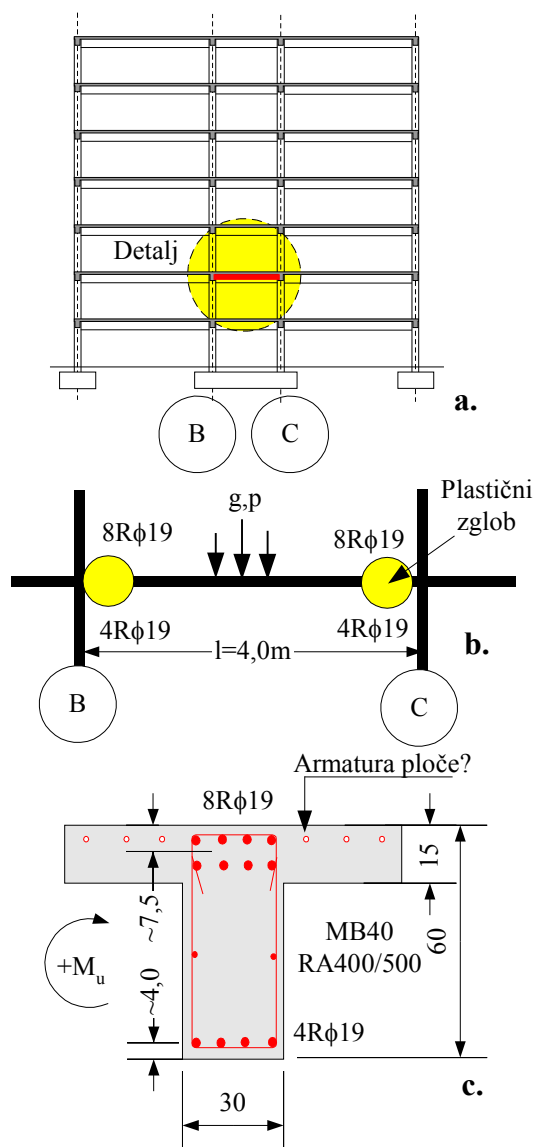 Detalj
a.
B
C
g,p
Plastični
zglob
8Rϕ19
8Rϕ19
4Rϕ19
4Rϕ19
l=4,0m
b.
B
C
Armatura ploče?
8Rϕ19
~7,5
15
60
+Mu
~4,0
MB40
RA400/500
4Rϕ19
30
c.